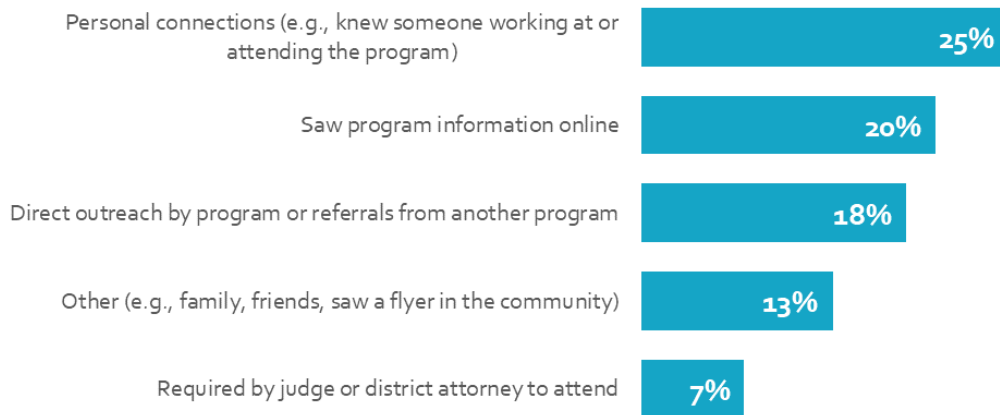 Personal connections (e.g., knew someone working at or
attending the program)
25%
Saw program information online
20%
Direct outreach by program or referrals from another program
18%
Other (e.g., family, friends, saw a flyer in the community)
13%
Required by judge or district attorney to attend
7%